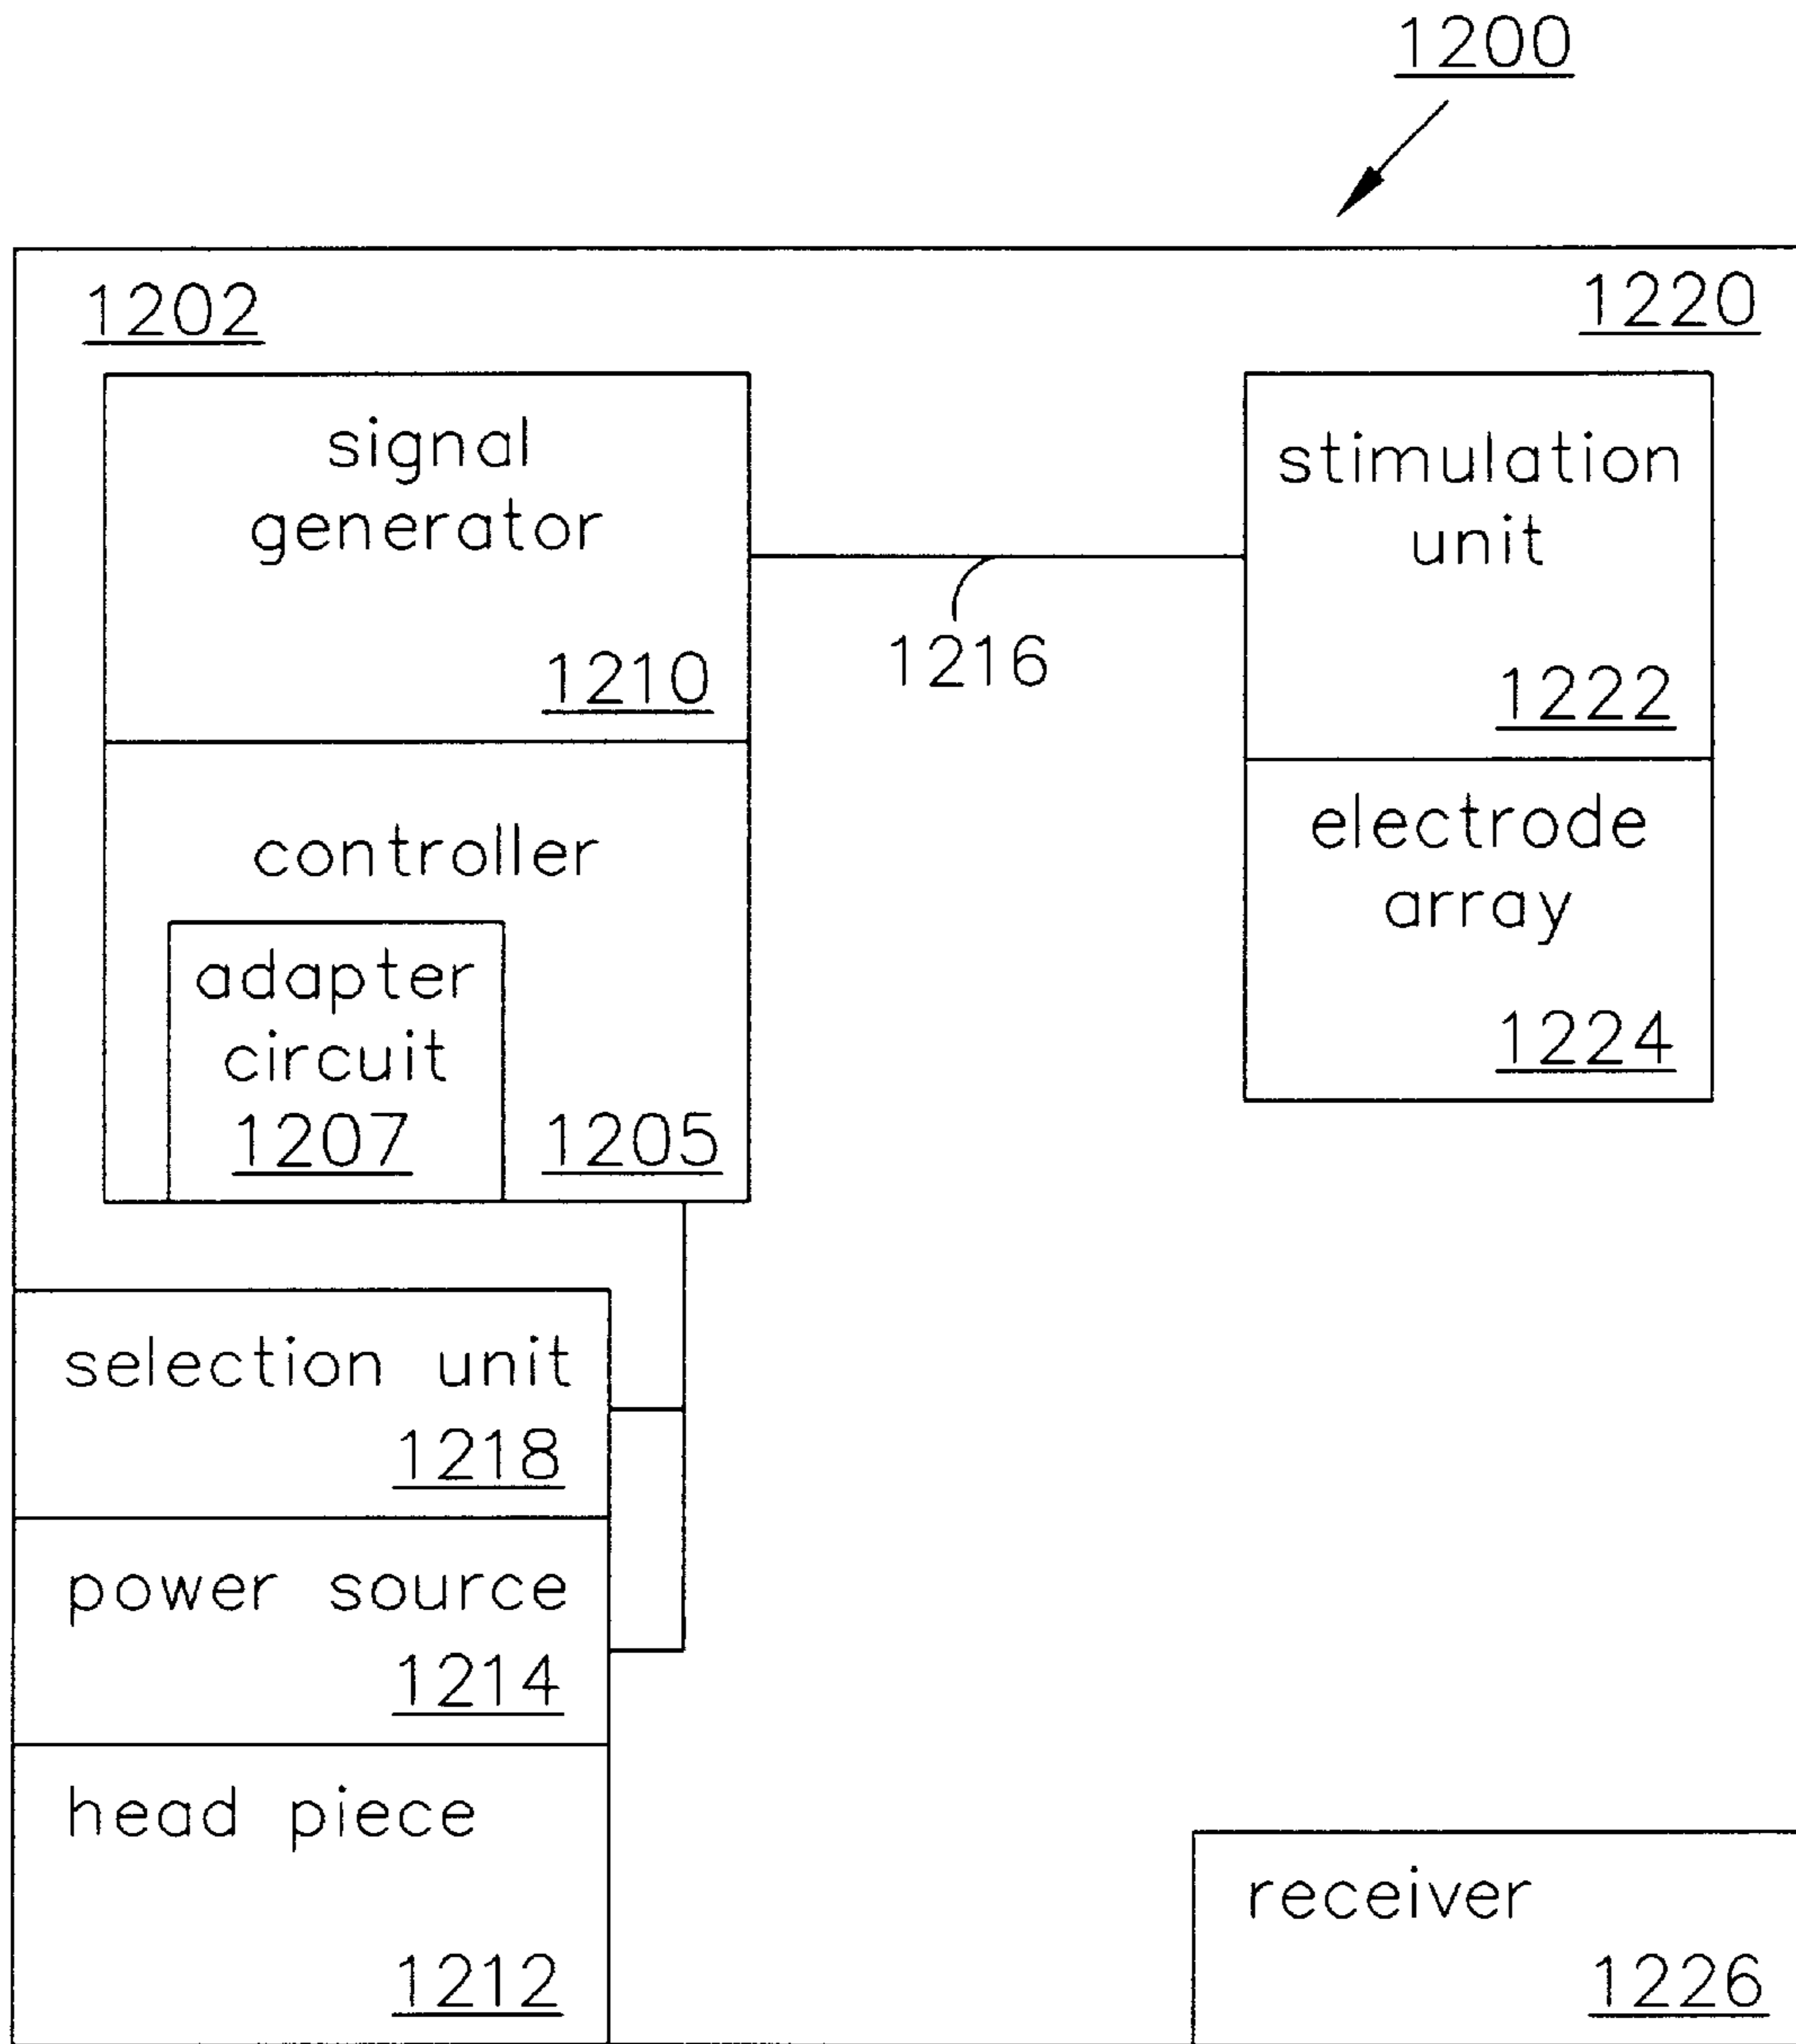 1200
1202
1220
signal
generator
1210
1216
stimulation
unit
1222
controller
adapter
circuit
1207
1205
electrode
array
1224
selection unit
1218
power source
1214
head piece
1212
receiver
1226